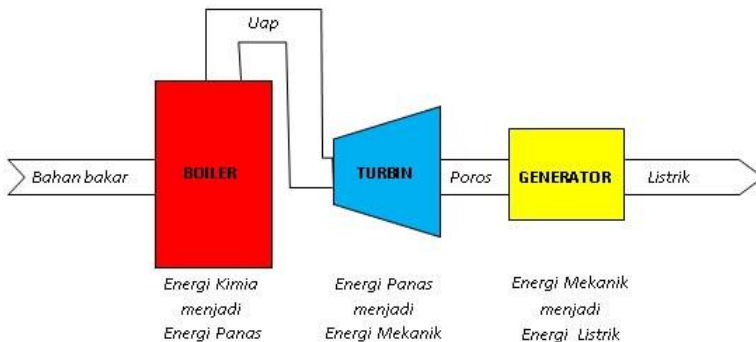 Uap
Bahan bakar
BOILER
TURBIN
Poros
GENERATOR
Listrik
Energi Kimia
menjadi
Energi Panas
Energi Panas
menjadi
Energi Mekanik
Energi Mekanik
menjadi
Energi Listrik